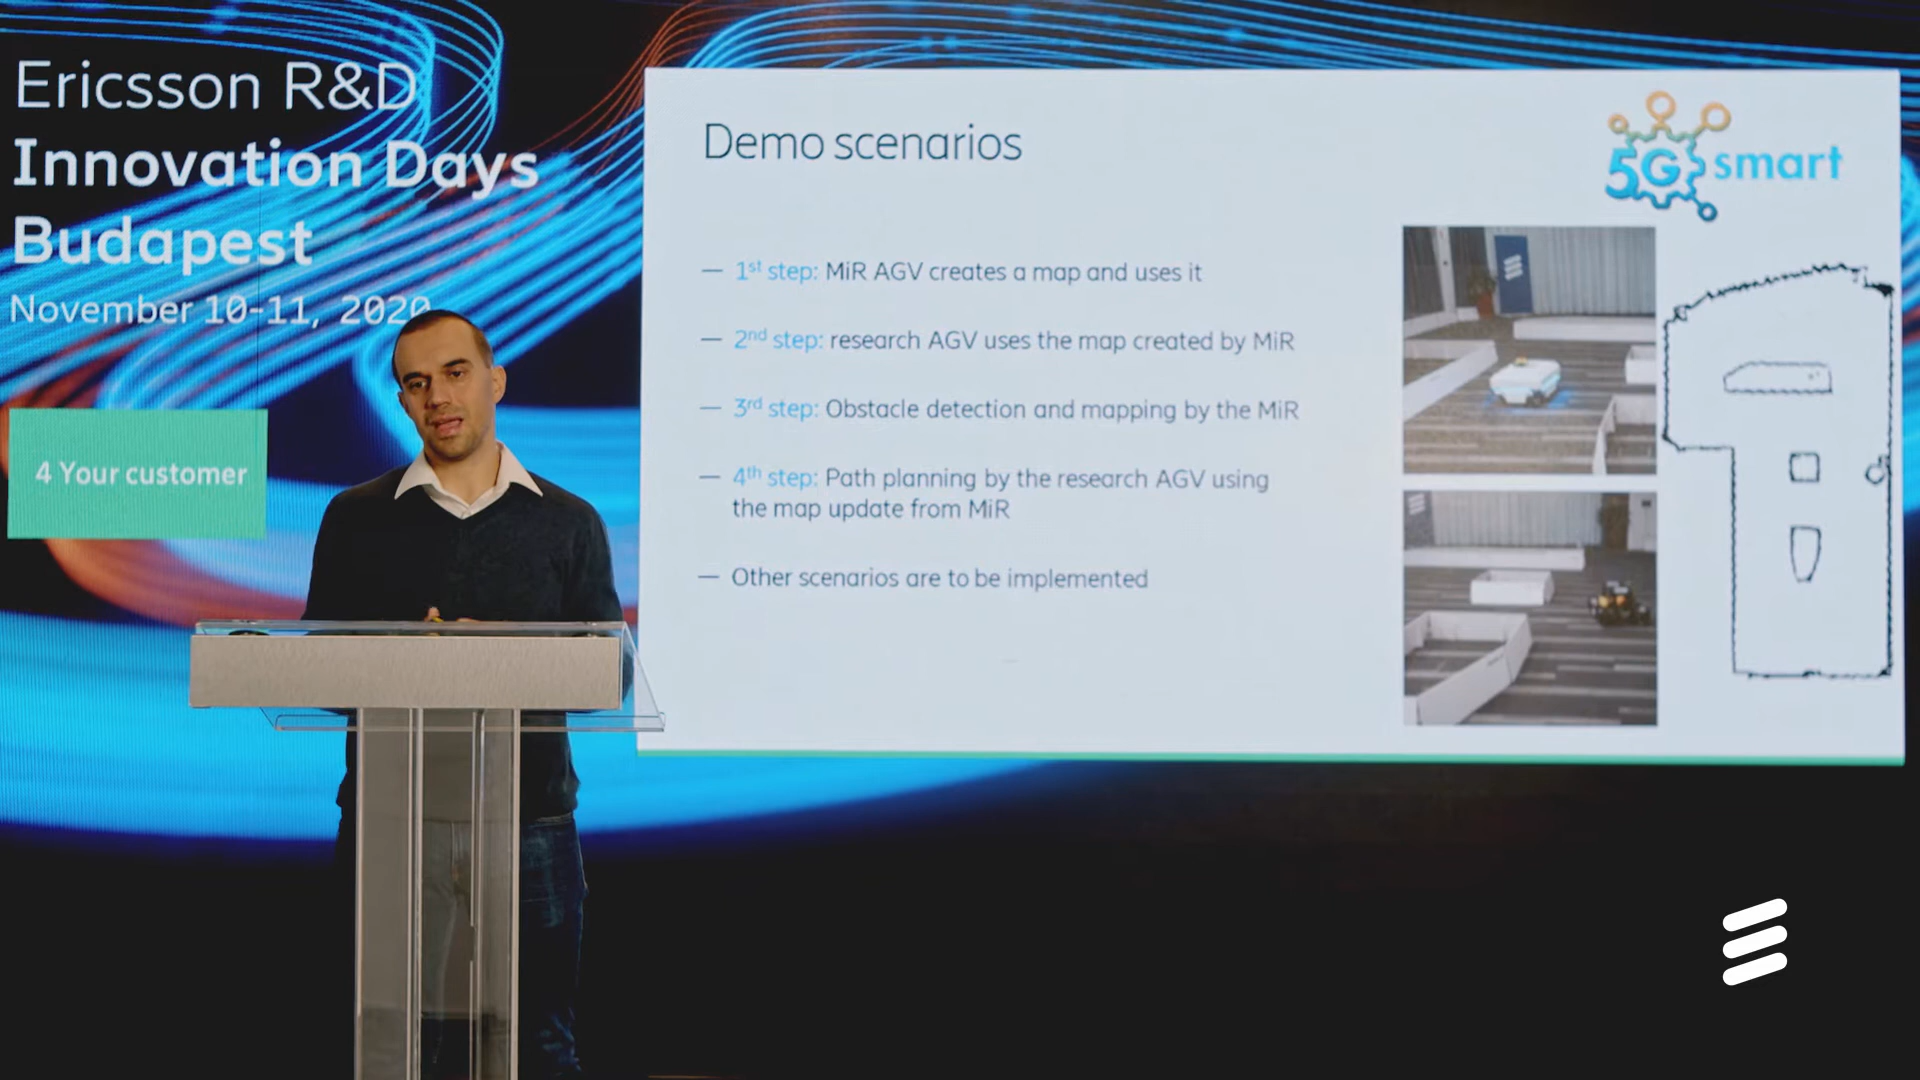 Ericsson R&D
Innovation Days
Budapest
November 10-11, 2020
4 Your customer
Demo scenarios
5G smart
— 1st step: MiR AGV creates a map and uses it
— 2nd step: research AGV uses the map created by MiR
— 3rd step: Obstacle detection and mapping by the MiR
— 4th step: Path planning by the research AGV using
the map update from MiR
— Other scenarios are to be implemented